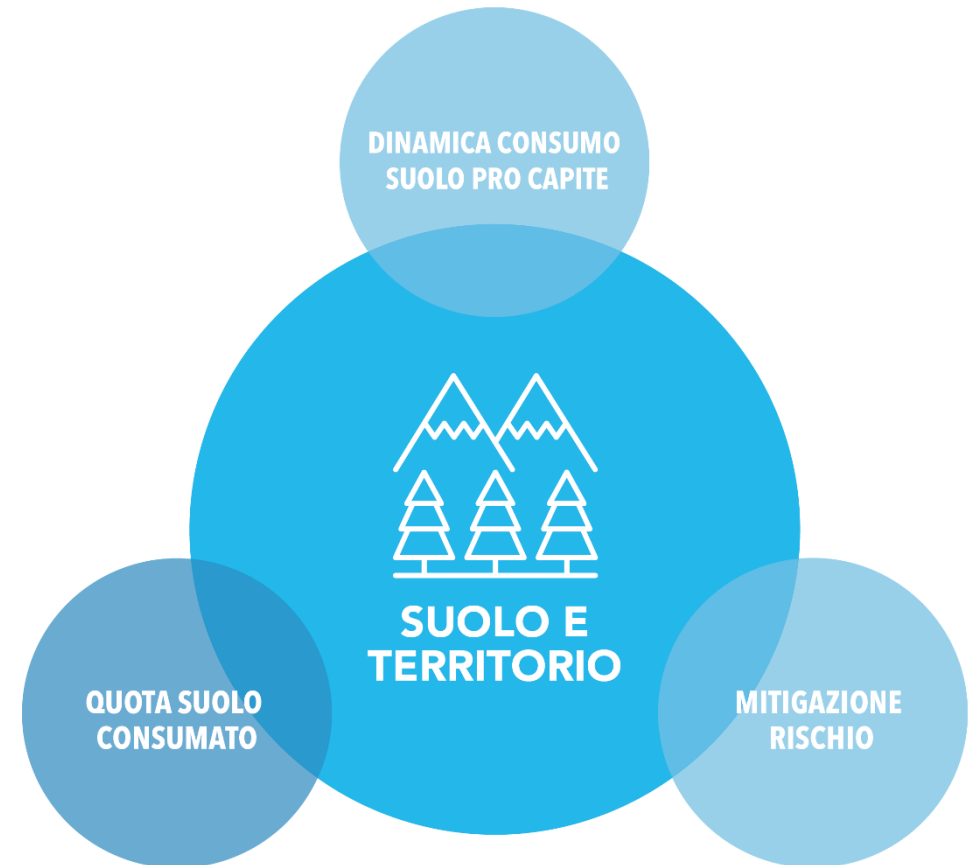 DINAMICA CONSUMO
SUOLO PRO CAPITE
SUOLO E
TERRITORIO
QUOTA SUOLO
CONSUMATO
MITIGAZIONE
RISCHIO